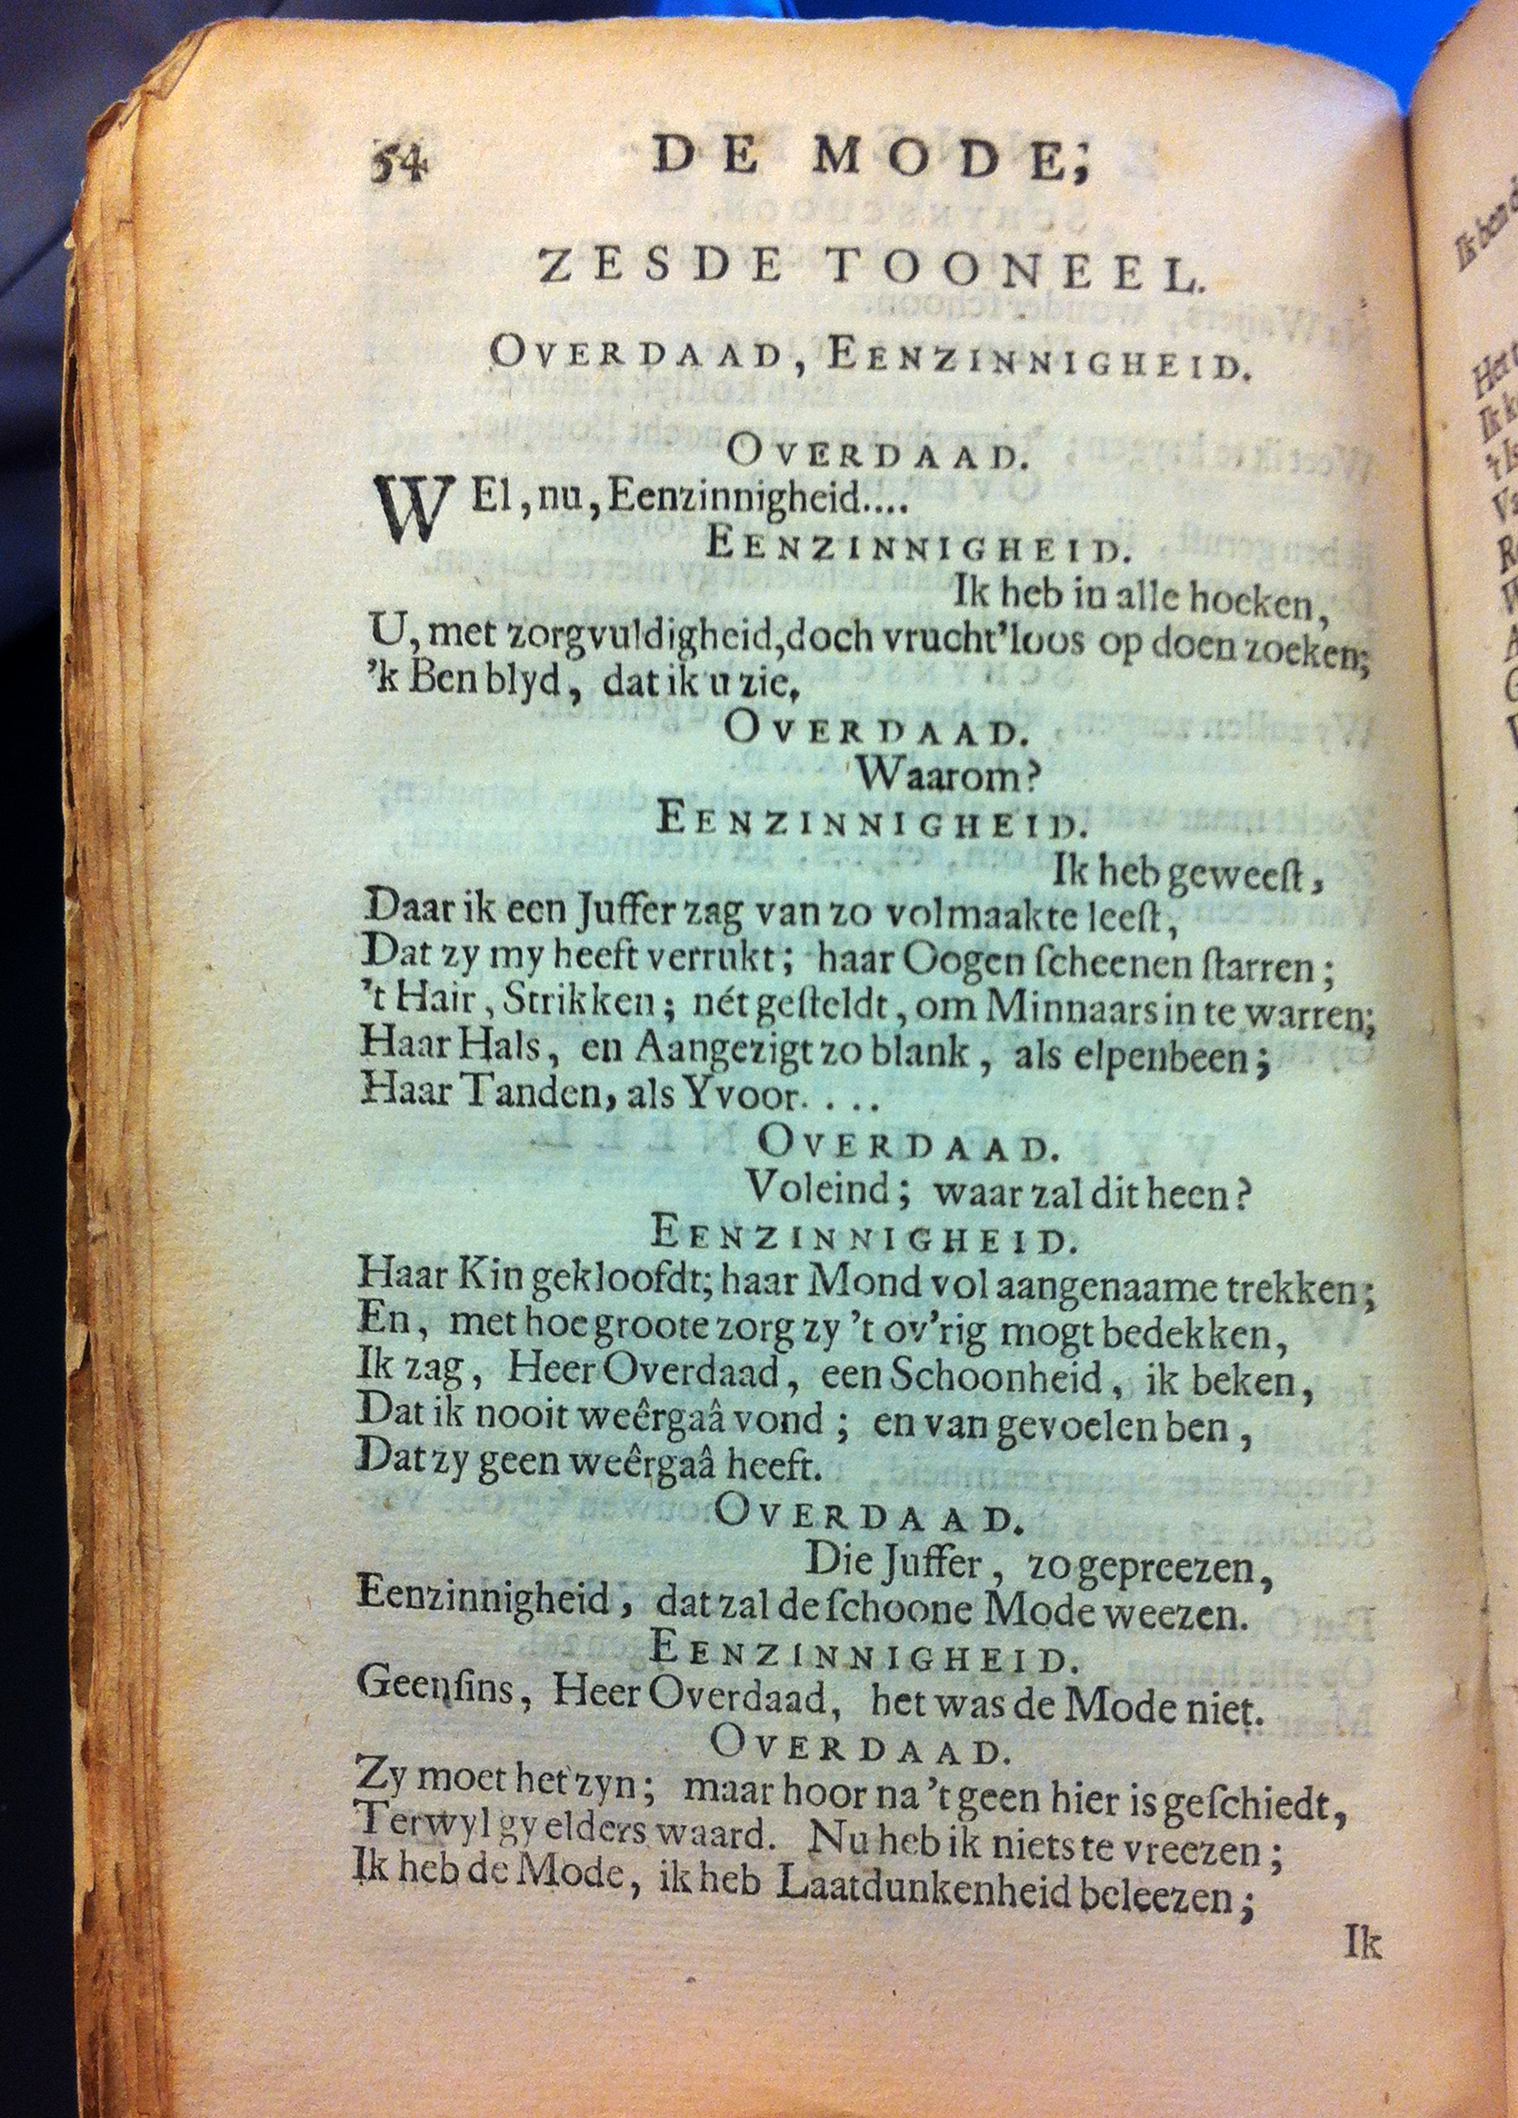 54 DE MODE;
ZESDE TOONEEL.
OVERDAAD, EENZINNIGHEID.
OVERDAAD.
WEl, nu, Eenzinnigheid....
EENZINNIGHEID.
Ik heb in alle hoeken,
U, met zorgvuldigheid, doch vrucht'loos op doen zoeken;
'k Ben blyd, dat ik u zie.
OVERDAAD.
Waarom?
EENZINNIGHEID.
Ik heb geweeſt,
Daar ik een Juffer zag van zo volmaakte leeſt,
Dat zy my heeft verrukt; haar Oogen ſcheenen ſtarren;
't Hair, Strikken; nét geſteldt, om Minnaars in te warren;
Haar Hals, en Aangezigt zo blank, als elpenbeen;
Haar Tanden, als Yvoor....
OVERDAAD.
Voleind; waar zal dit heen?
EENZINNIGHEID.
Haar Kin gekloofdt; haar Mond vol aangenaame trekken;
En, met hoe groote zorg zy 't ov'rig mogt bedekken,
Ik zag, Heer Overdaad, een Schoonheid, ik beken,
Dat ik nooit weêrgaâ vond; en van gevoelen ben,
Dat zy geen weêrgaâ heeft.
OVERDAAD.
Die Juffer, zo gepreezen,
Eenzinnigheid, dat zal de ſchoone Mode weezen.
EENZINNIGHEID.
Geenſins, Heer Overdaad, het was de Mode niet.
OVERDAAD.
Zy moet het zyn; maar hoor na 't geen hier is geſchiedt,
Terwyl gy elders waard. Nu heb ik niets te vreezen;
Ik heb de Mode, ik heb Laatdunkenheid beleezen;
Ik